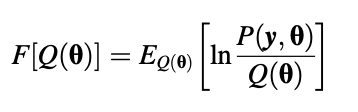 F[Q(θ)] = E_{Q(θ)} [ ln P(y, θ) / Q(θ) ]